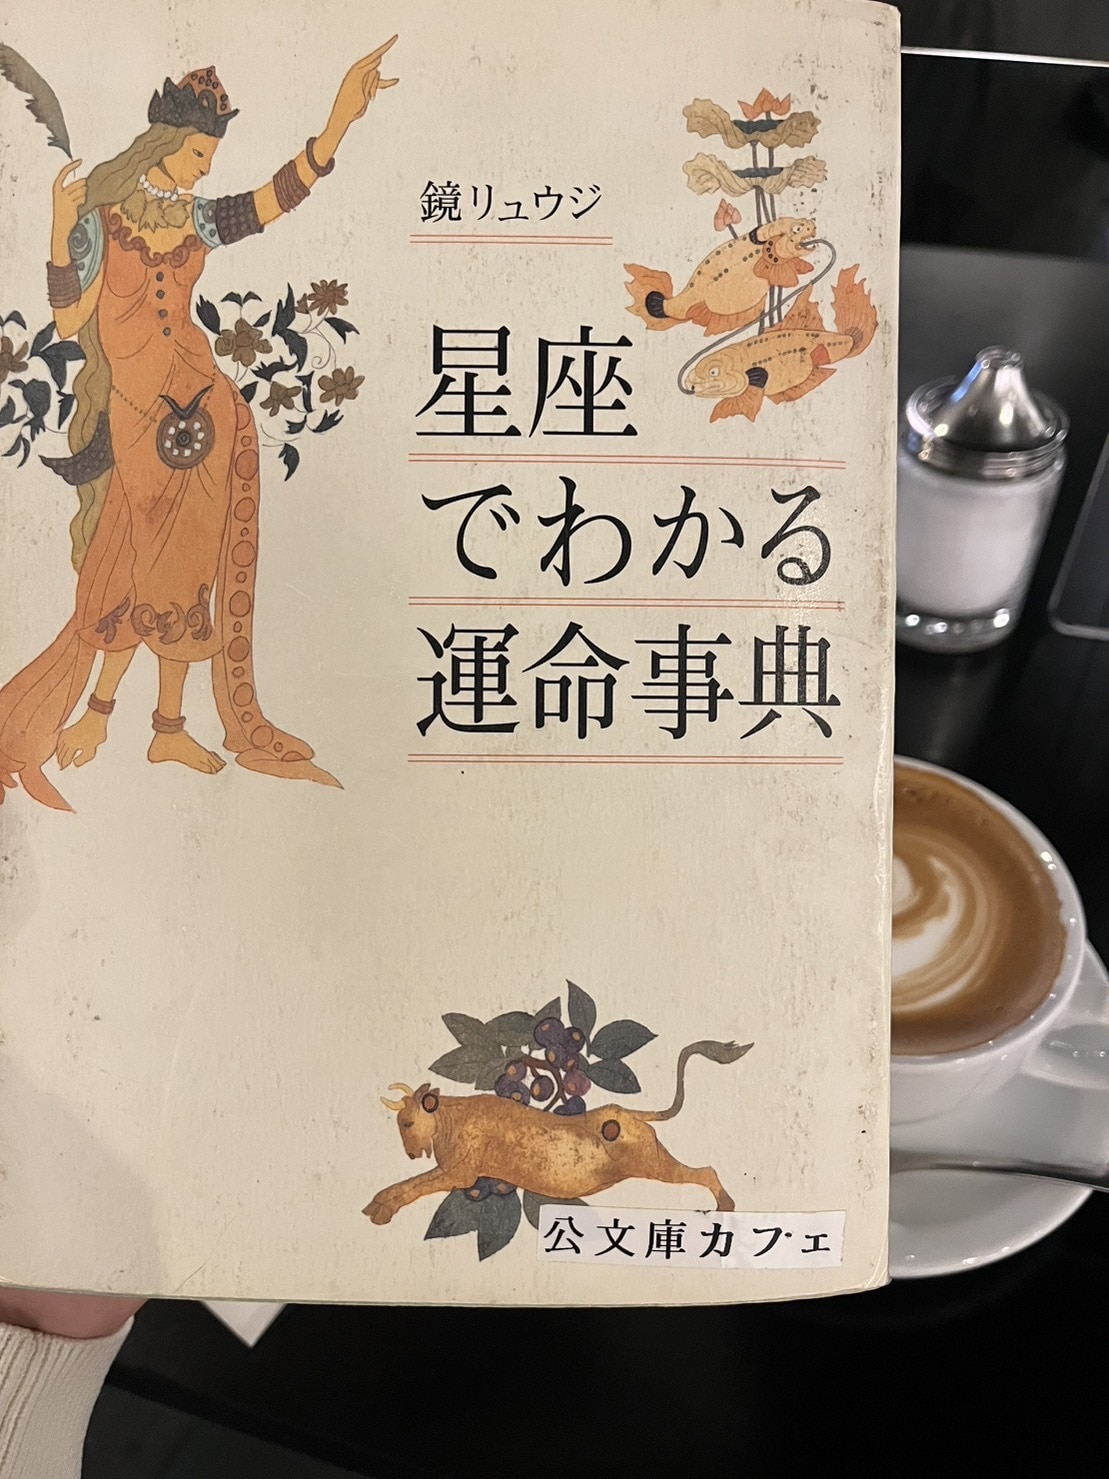 鏡リュウジ
星座
でわかる
運命事典
公文庫カフェ